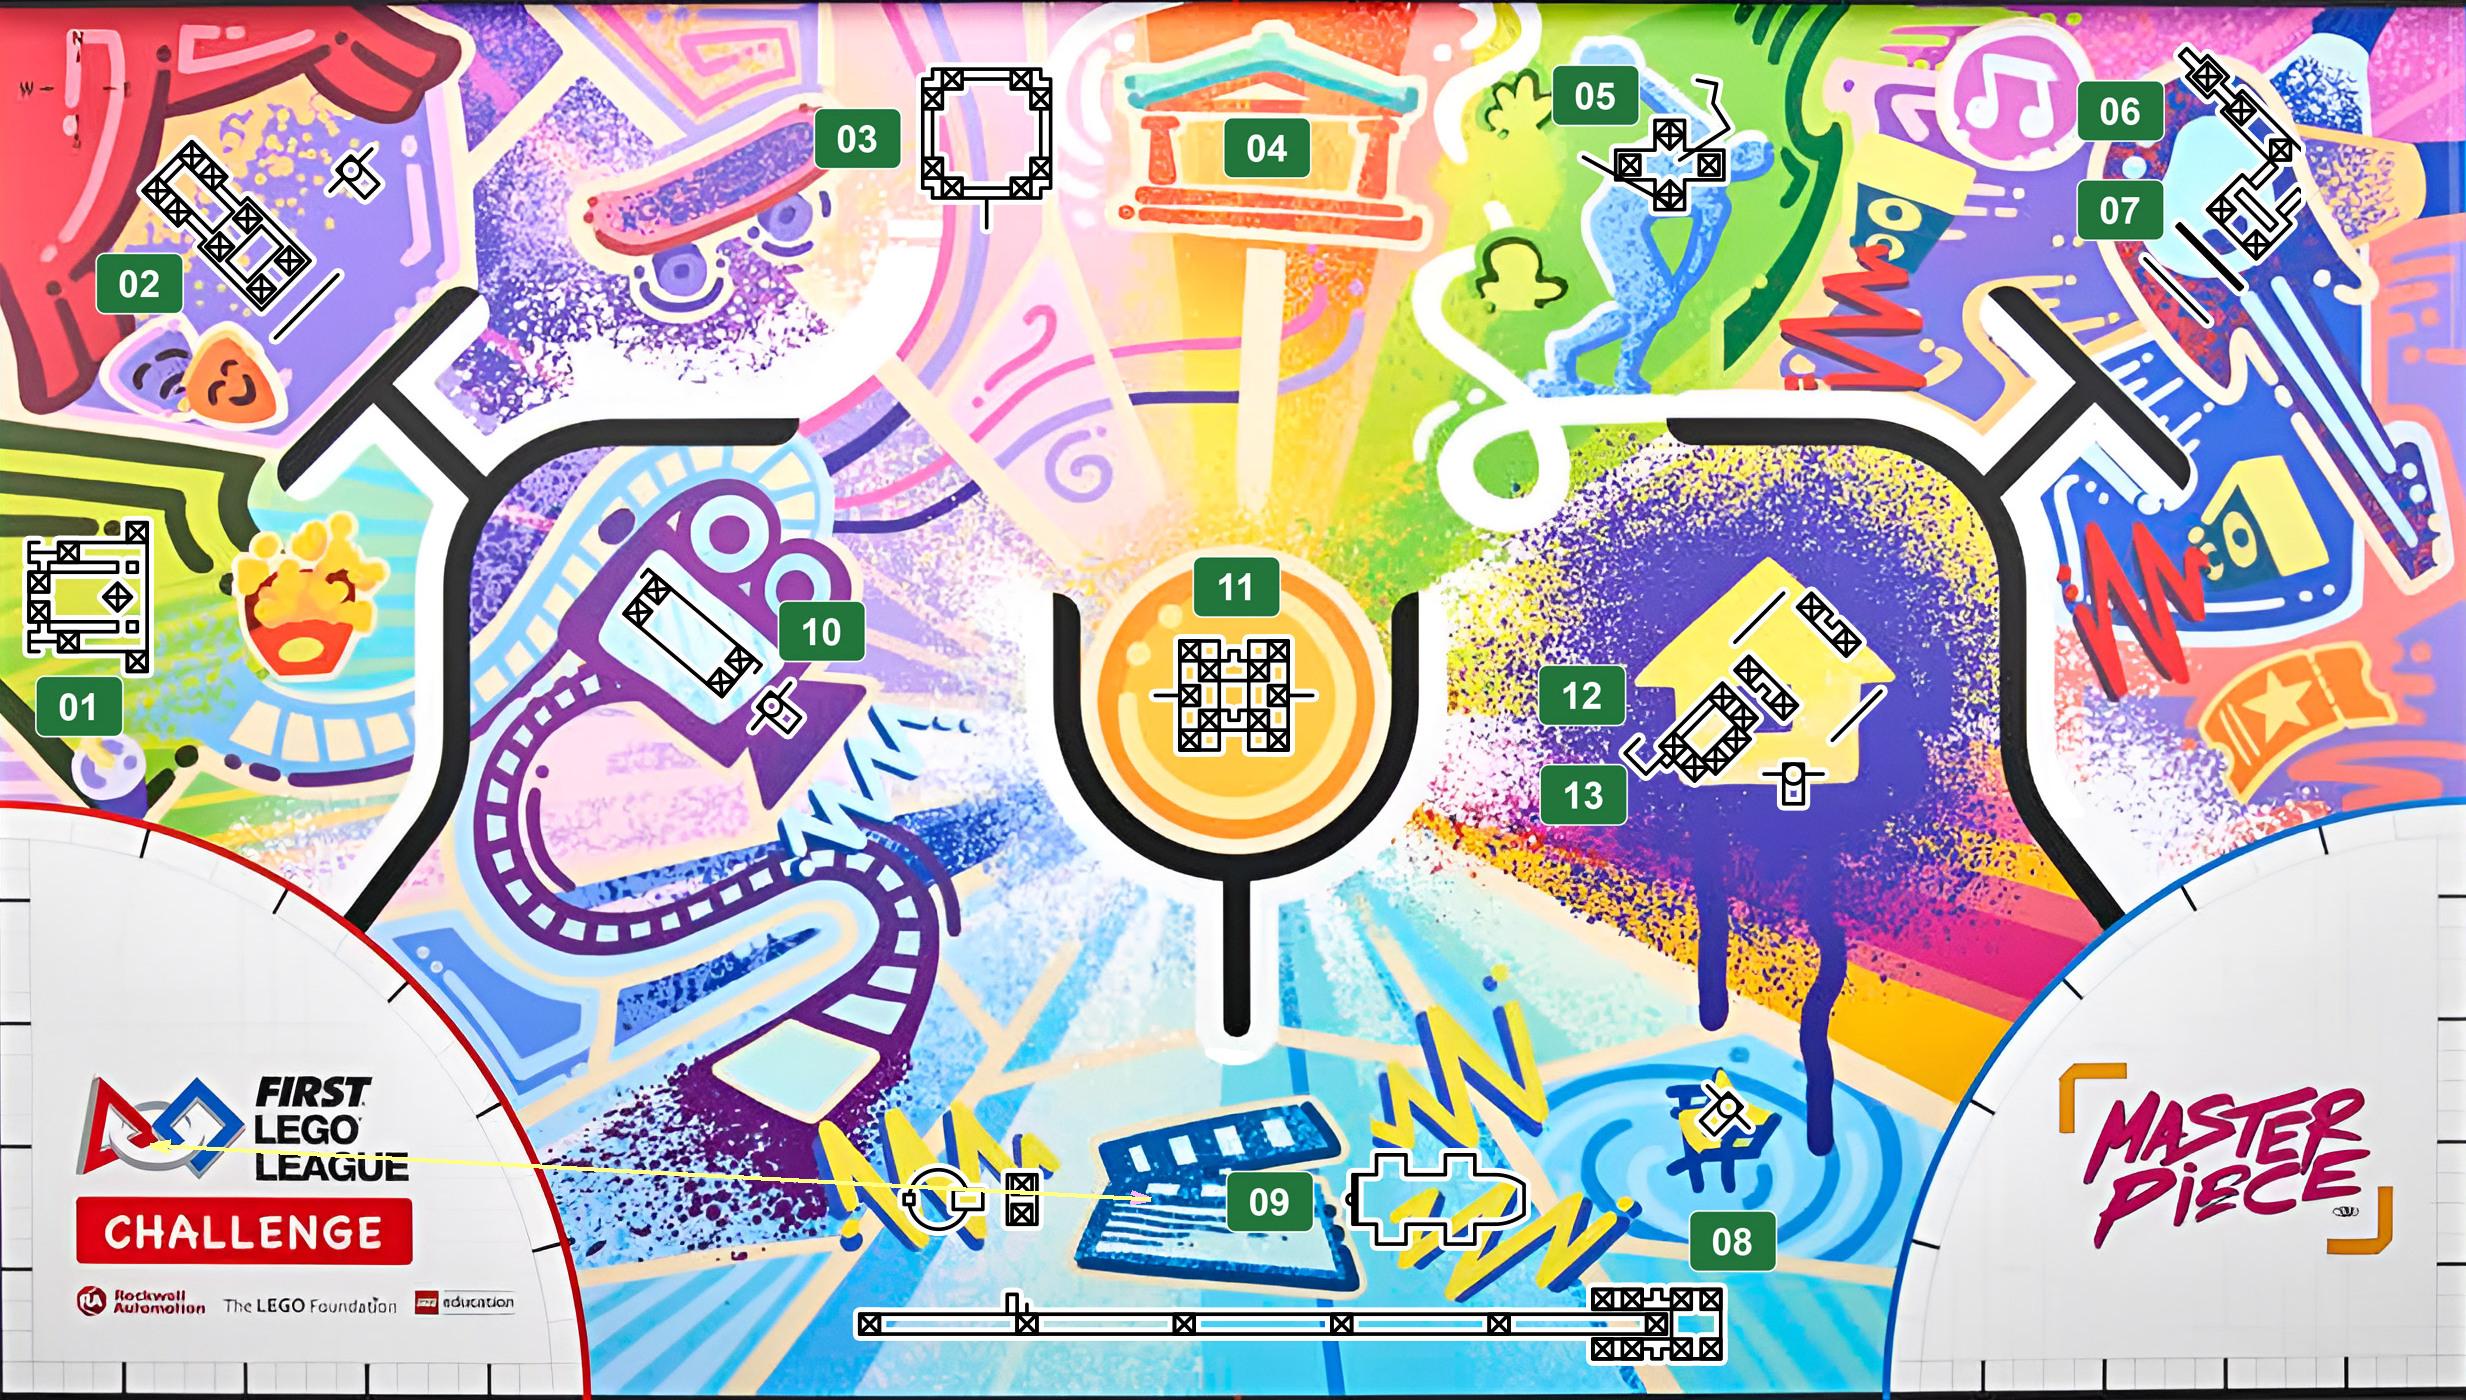 N
W
E
05
06
03
04
07
02
11
10
12
01
13
FIRST
LEGO
LEAGUE
CHALLENGE
Rockwell
Automation
The LEGO Foundation
education
MASTER
PIECE
09
08